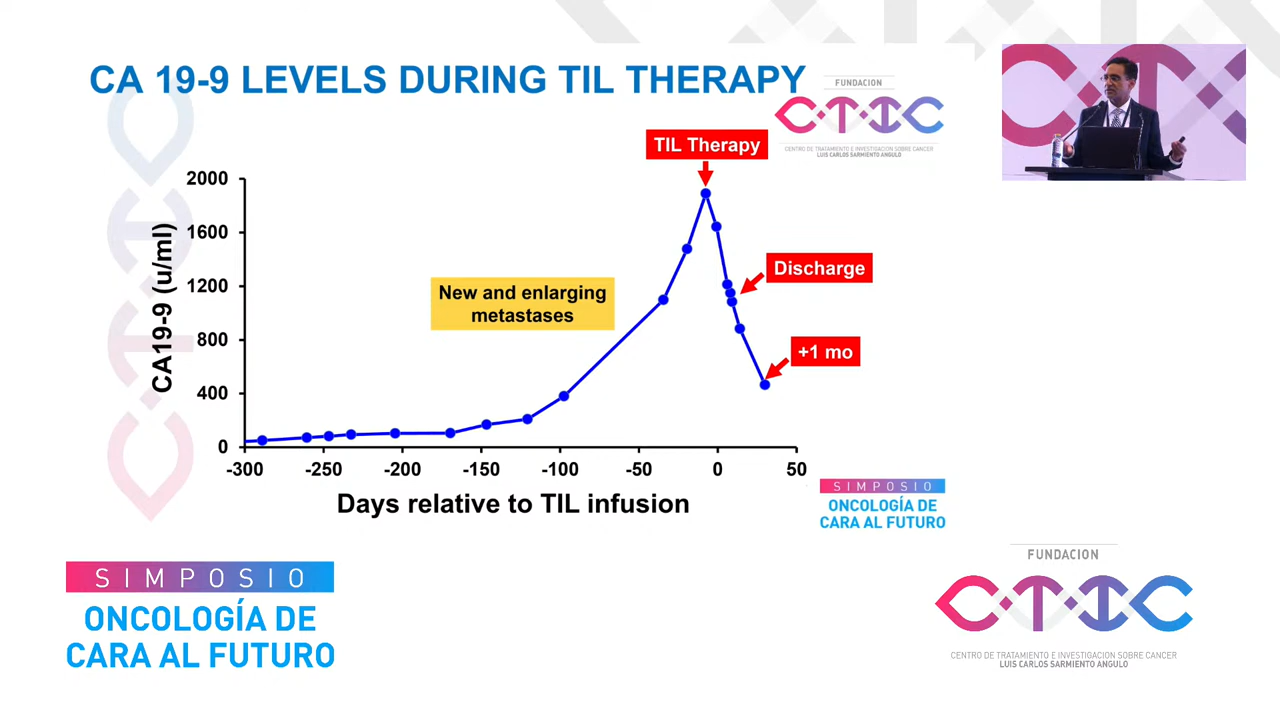 CA 19-9 LEVELS DURING TIL THERAPY
FUNDACION
CTIC
CENTRO DE TRATAMIENTO E INVESTIGACION SOBRE CANCER
LUIS CARLOS SARMIENTO ANGULO
TIL Therapy
2000
1600
1200
800
400
0
CA19-9 (u/ml)
New and enlarging
metastases
Discharge
+1 mo
-300 -250 -200 -150 -100 -50 0 50
Days relative to TIL infusion
SIMPOSIO
ONCOLOGÍA DE
CARA AL FUTURO
SIMPOSIO
ONCOLOGÍA DE
CARA AL FUTURO
FUNDACION
CTIC
CENTRO DE TRATAMIENTO E INVESTIGACION SOBRE CANCER
LUIS CARLOS SARMIENTO ANGULO